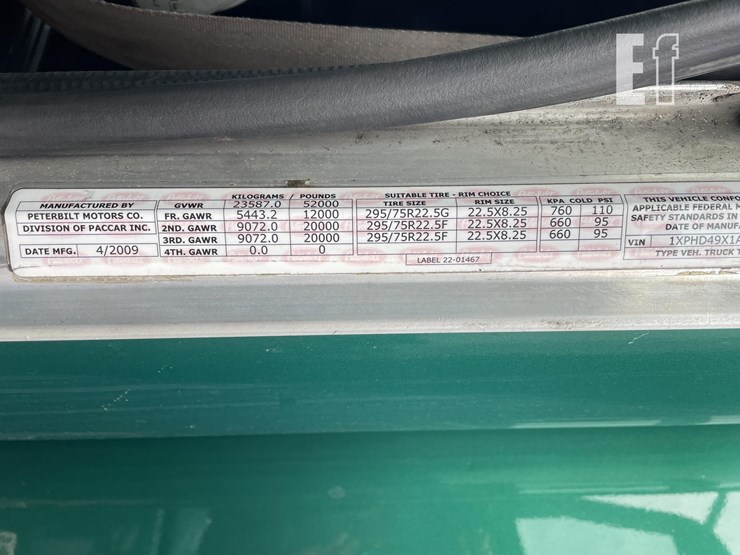 Ef
KILOGRAMS / POUNDS SUITABLE TIRE - RIM CHOICE THIS VEHICLE
MANUFACTURED BY GVWR 23587.0 52000 TIRE SIZE RIM SIZE KPA COLD PSI APPLICABLE FEDERAL
PETERBILT MOTORS CO. FR. GAWR 5443.2 12000 295/75R22.5G 22.5X8.25 760 110 SAFETY STANDARDS IN
DIVISION OF PACCAR INC. 2ND. GAWR 9072.0 20000 295/75R22.5F 22.5X8.25 660 95 DATE OF
3RD. GAWR 9072.0 20000 295/75R22.5F 22.5X8.25 660 95 VIN 1XPHD49X1
DATE MFG. 4/2009 4TH. GAWR 0.0 0 TYPE VEH. TRUCK
LABEL 22-01467